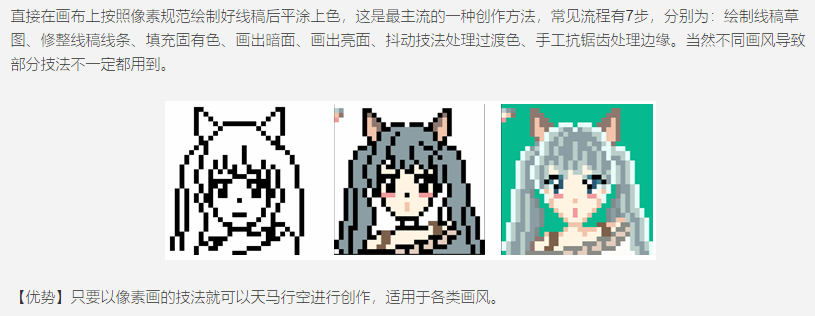 直接在画布上按照像素规范绘制好线稿后平涂上色，这是最主流的一种创作方法，常见流程有7步，分别为：绘制线稿草
图、修整线稿线条、填充固有色、画出暗面、画出亮面、抖动技法处理过渡色、手工抗锯齿处理边缘。当然不同画风导致
部分技法不一定都用到。
【优势】只要以像素画的技法就可以天马行空进行创作，适用于各类画风。